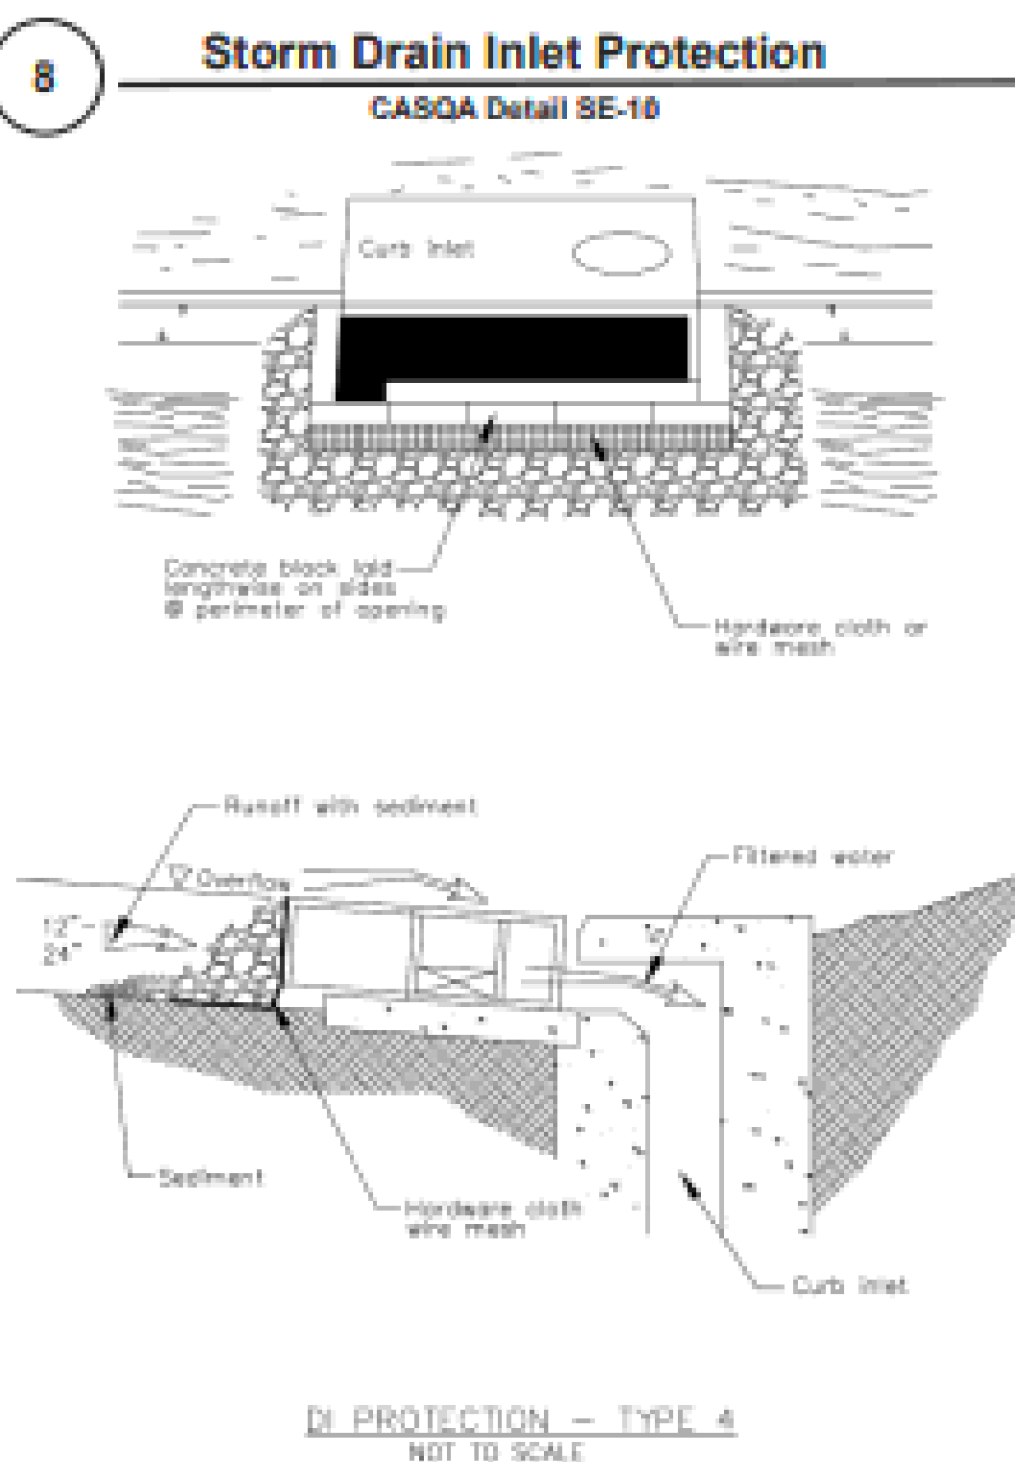 8
Storm Drain Inlet Protection
CASQA Detail SE-10
Curb Inlet
Concrete block laid
lengthwise on sides
@ perimeter of opening
Hardware cloth or
wire mesh
Runoff with sediment
Overflow
Filtered water
12"-
24"
Sediment
Hardware cloth
wire mesh
Curb inlet
DI PROTECTION - TYPE 4
NOT TO SCALE